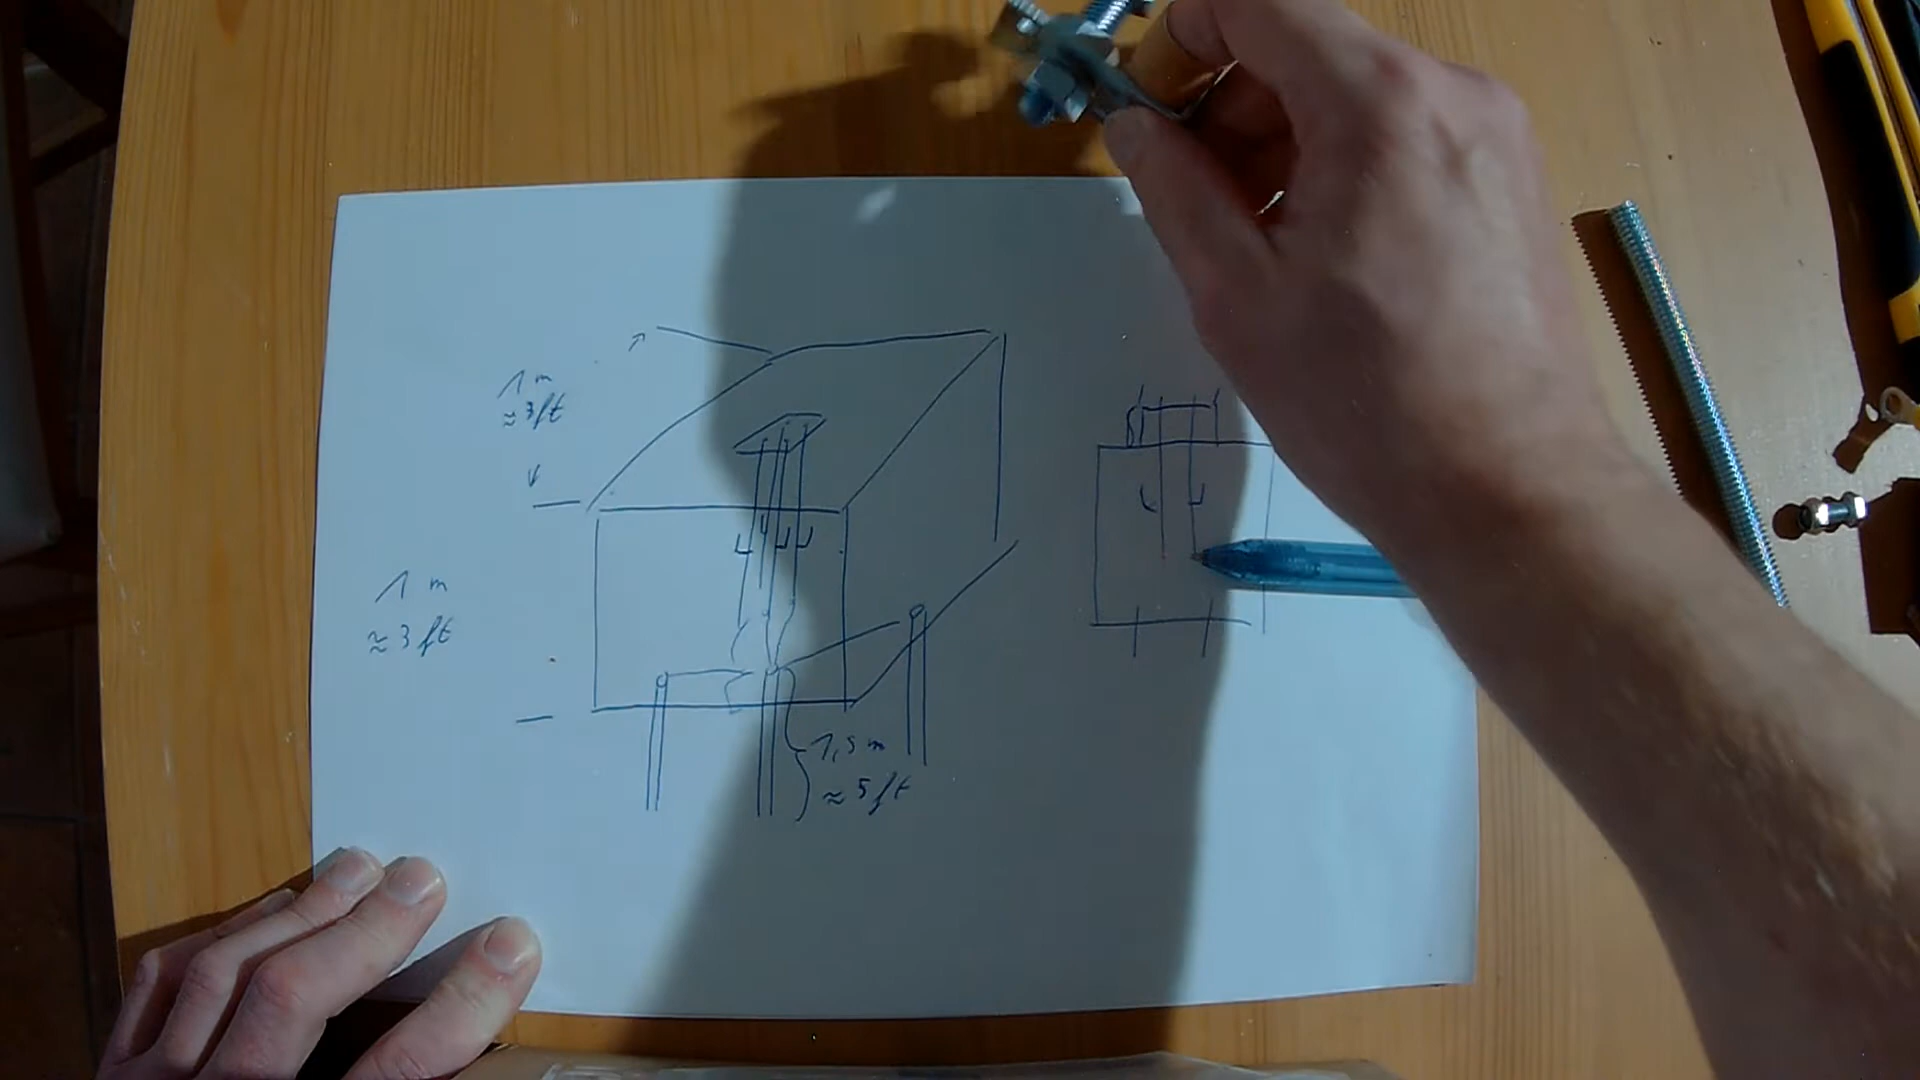 1 m
≈ 3 ft
1 m
≈ 3 ft
1,5 m
≈ 5 ft